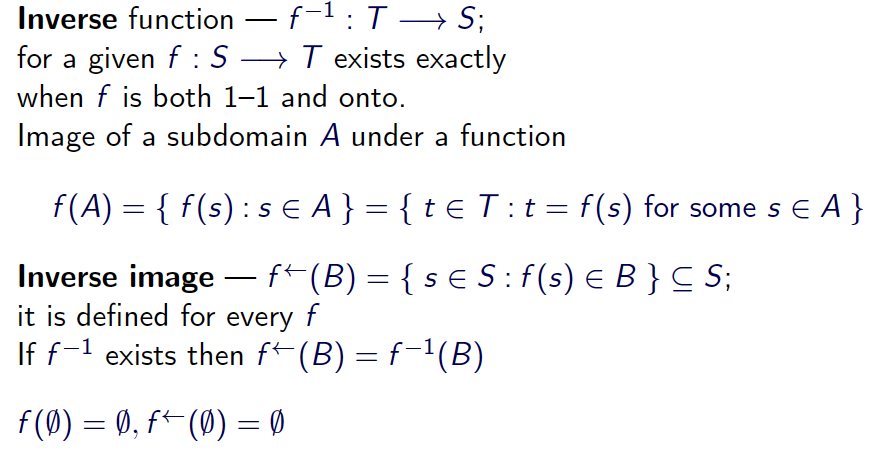 Inverse function — f⁻¹ : T ⟶ S;
for a given f : S ⟶ T exists exactly
when f is both 1–1 and onto.
Image of a subdomain A under a function
f(A) = { f(s) : s ∈ A } = { t ∈ T : t = f(s) for some s ∈ A }
Inverse image — f←(B) = { s ∈ S : f(s) ∈ B } ⊆ S;
it is defined for every f
If f⁻¹ exists then f←(B) = f⁻¹(B)
f(∅) = ∅, f←(∅) = ∅